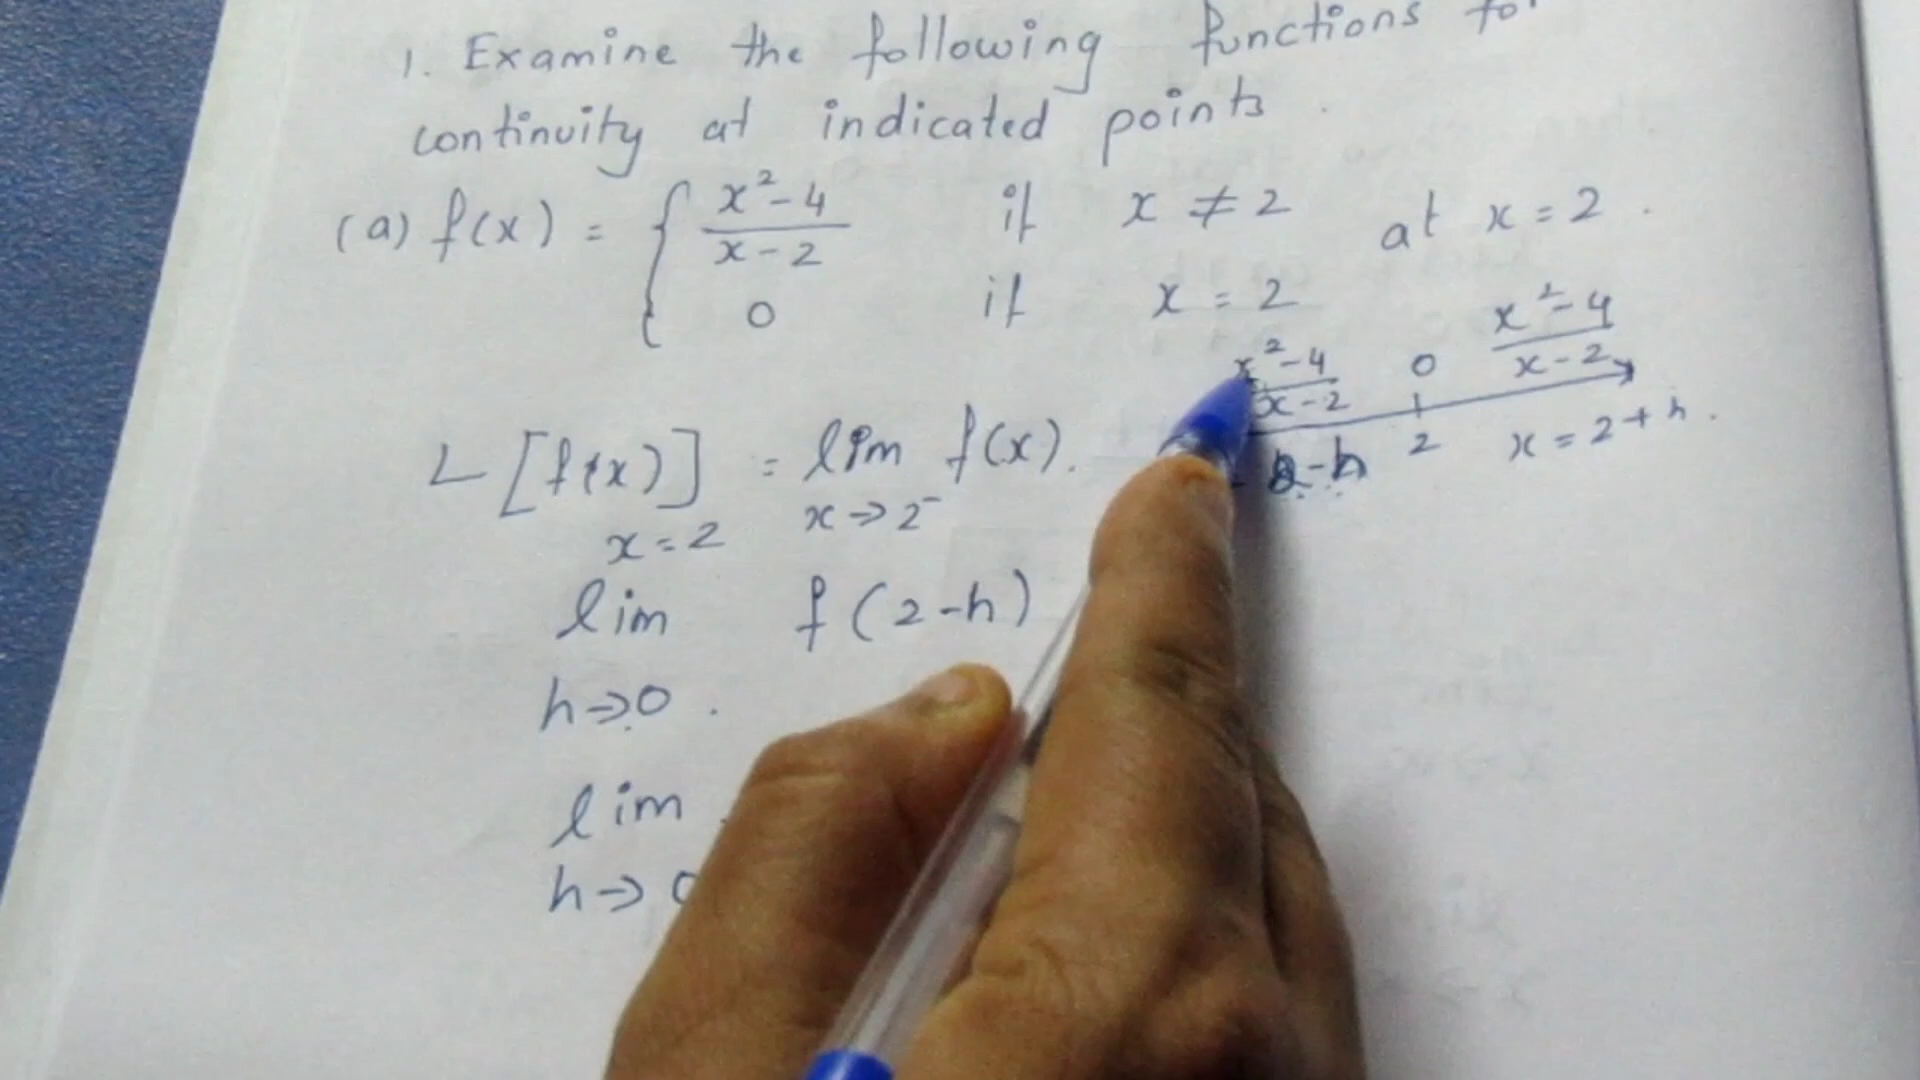 1. Examine the following functions for
continuity at indicated points.
(a) f(x) = { x²-4 / x-2 if x ≠ 2 at x = 2.
0 if x = 2
x²-4 / x-2 0 x²-4 / x-2
2-h 2 x = 2+h.
L [f(x)] = lim f(x).
x=2 x→2⁻
lim f(2-h)
h→0.
lim
h→0